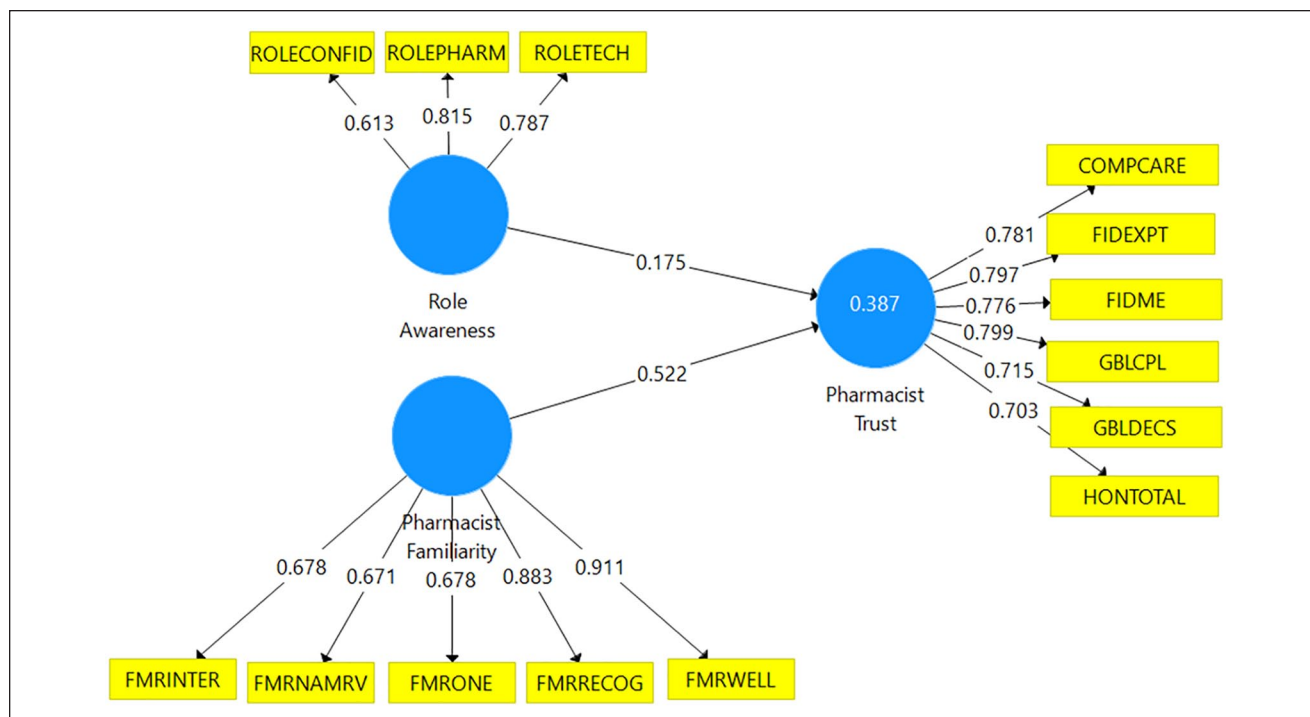 ROLECONFID
ROLEPHARM
ROLETECH
0.613
0.815
0.787
Role
Awareness
0.175
0.522
0.387
Pharmacist
Trust
0.781
0.797
0.776
0.799
0.715
0.703
COMPCARE
FIDEXPT
FIDME
GBLCPL
GBLDECS
HONTOTAL
Pharmacist
Familiarity
0.678
0.671
0.678
0.883
0.911
FMRINTER
FMRNAMRV
FMRONE
FMRRECOG
FMRWELL